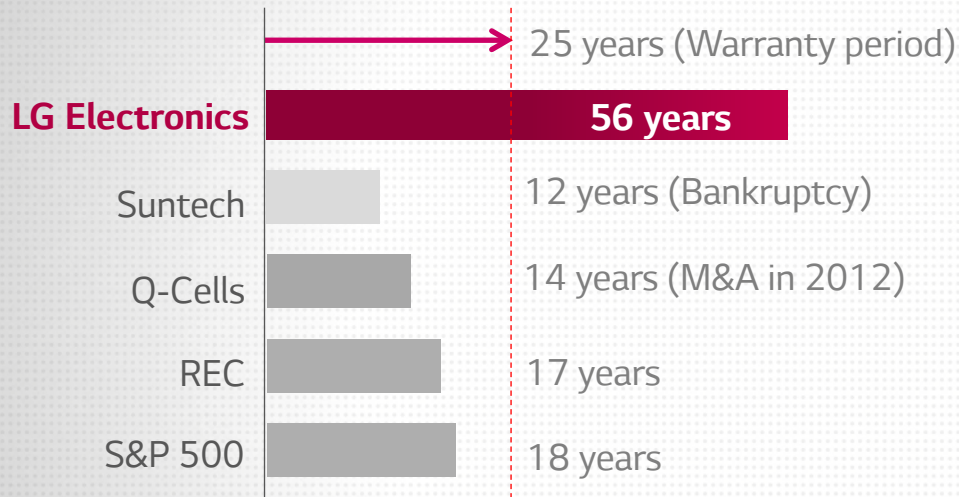 25 years (Warranty period)
LG Electronics 56 years
Suntech 12 years (Bankruptcy)
Q-Cells 14 years (M&A in 2012)
REC 17 years
S&P 500 18 years